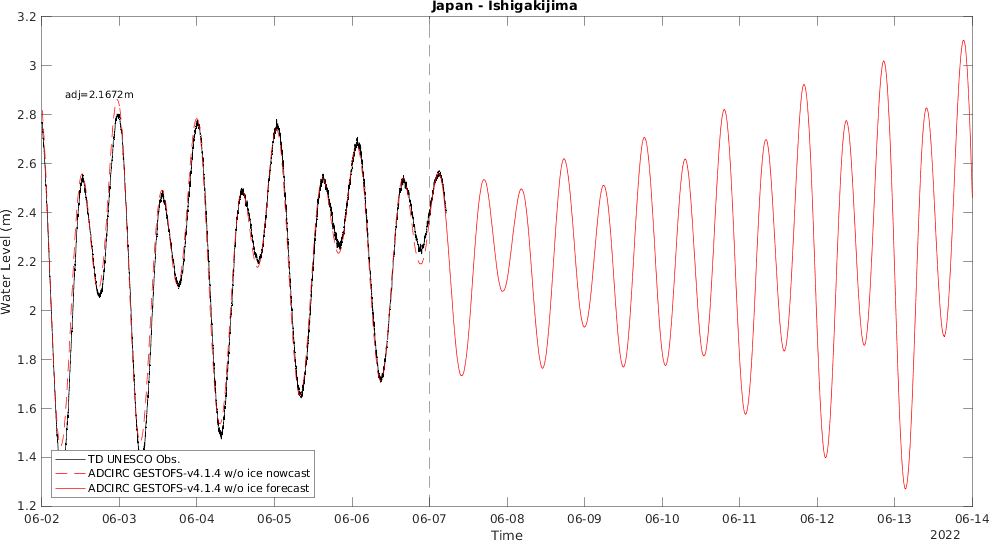 Japan - Ishigakijima
adj=2.1672m
Water Level (m)
3.2
3
2.8
2.6
2.4
2.2
2
1.8
1.6
1.4
1.2
TD UNESCO Obs.
ADCIRC GESTOFS-v4.1.4 w/o ice nowcast
ADCIRC GESTOFS-v4.1.4 w/o ice forecast
06-02 06-03 06-04 06-05 06-06 06-07 06-08 06-09 06-10 06-11 06-12 06-13 06-14
Time
2022